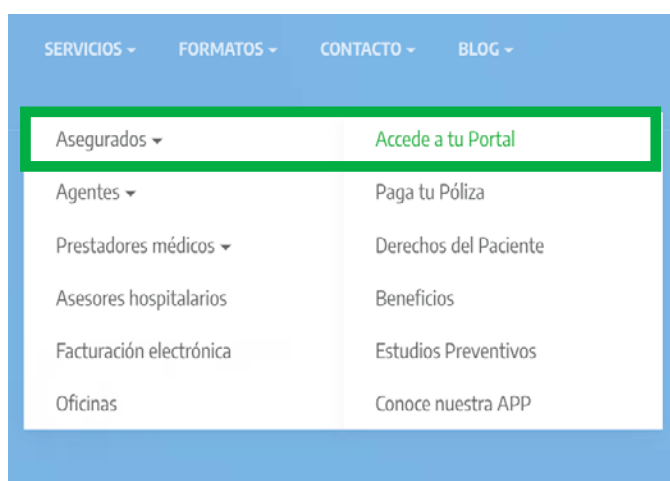 SERVICIOS FORMATOS CONTACTO BLOG
Asegurados Accede a tu Portal
Agentes Paga tu Póliza
Prestadores médicos Derechos del Paciente
Asesores hospitalarios Beneficios
Facturación electrónica Estudios Preventivos
Oficinas Conoce nuestra APP